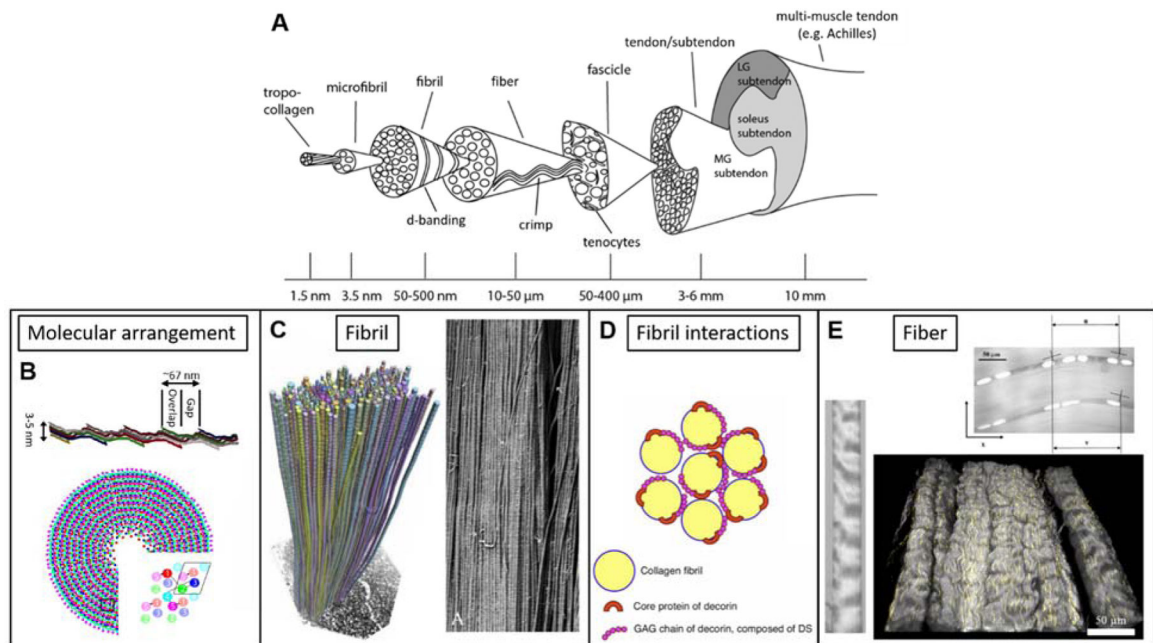 A
multi-muscle tendon
(e.g. Achilles)
tendon/subtendon
fascicle
fiber
fibril
microfibril
tropo-
collagen
LG
subtendon
soleus
subtendon
MG
subtendon
d-banding
crimp
tenocytes
1.5 nm
3.5 nm
50-500 nm
10-50 μm
50-400 μm
3-6 mm
10 mm
Molecular arrangement
B
~67 nm
Overlap
Gap
3-5 nm
C
Fibril
A
D
Fibril interactions
Collagen fibril
Core protein of decorin
GAG chain of decorin, composed of DS
E
Fiber
50 μm
x
50 μm